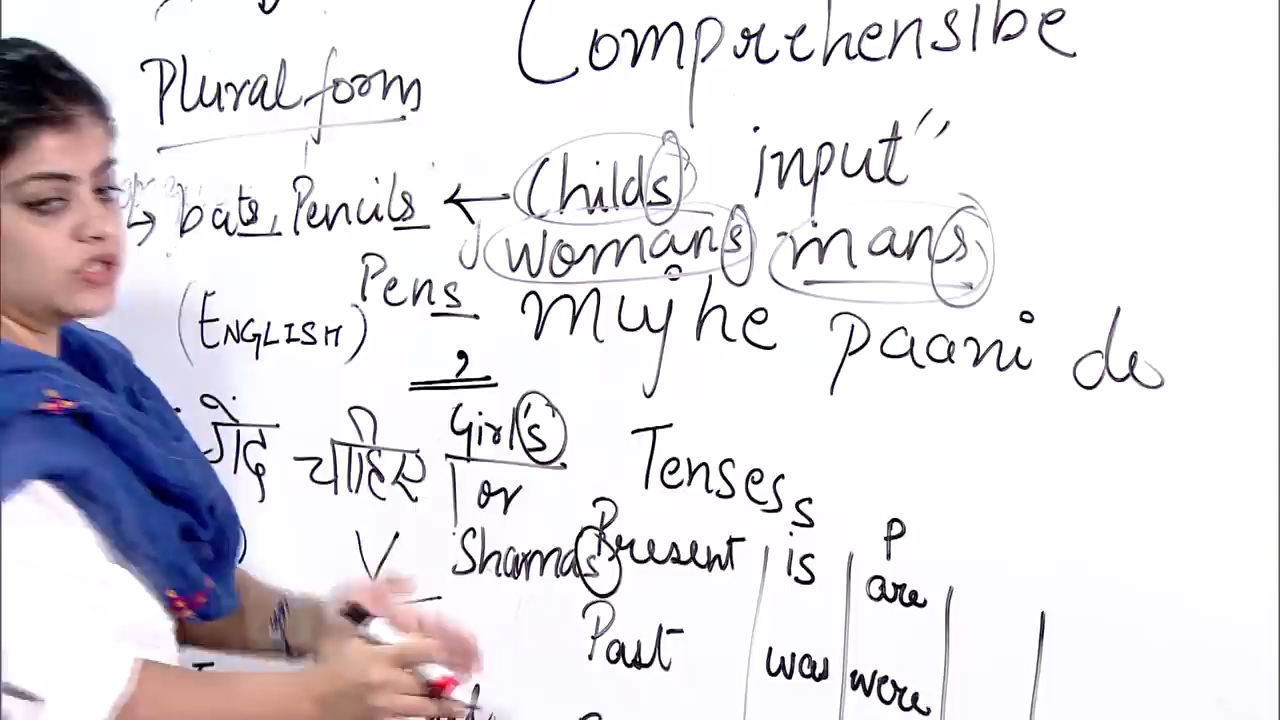 Comprehensibe
Plural form
input"
bats, Pencils ← Childs
womans mans
Pens
(ENGLISH)
Mujhe paani do
,
गेंद चाहिए
Girl's
or
Shama's
V
Tenses
S P
Present is are
Past was were